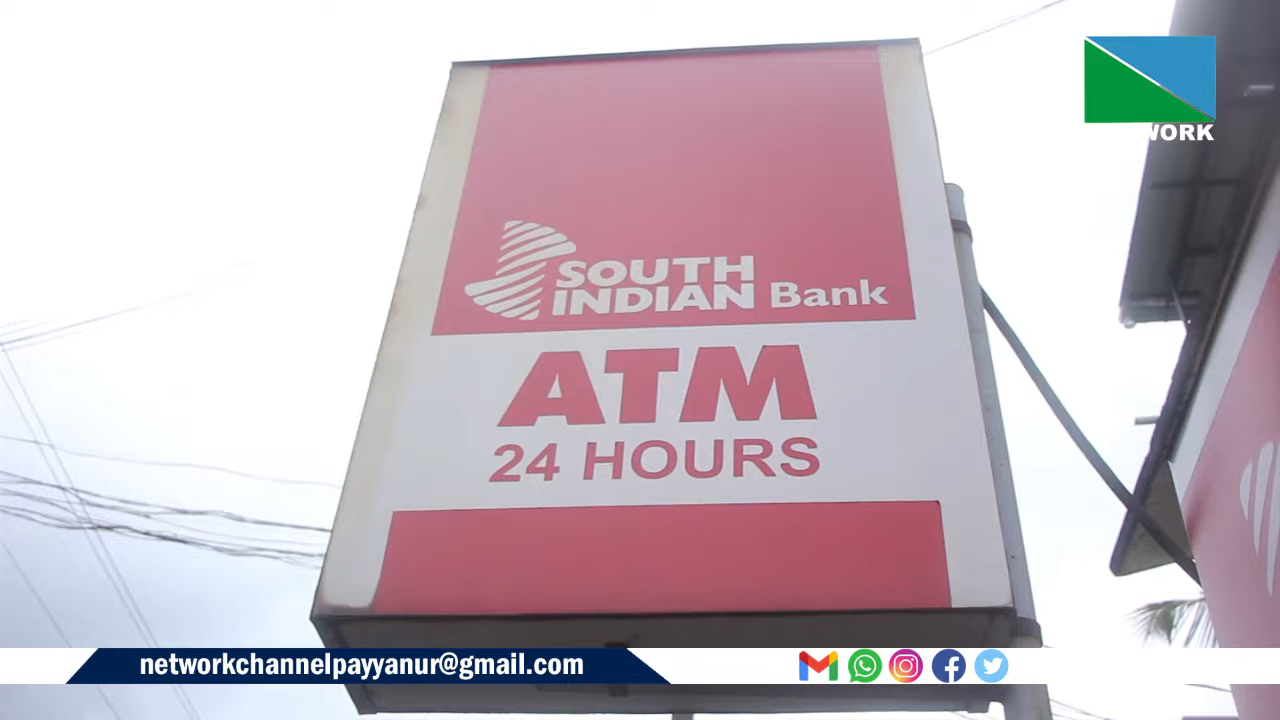 WORK
SOUTH
INDIAN Bank
ATM
24 HOURS
networkchannelpayyanur@gmail.com